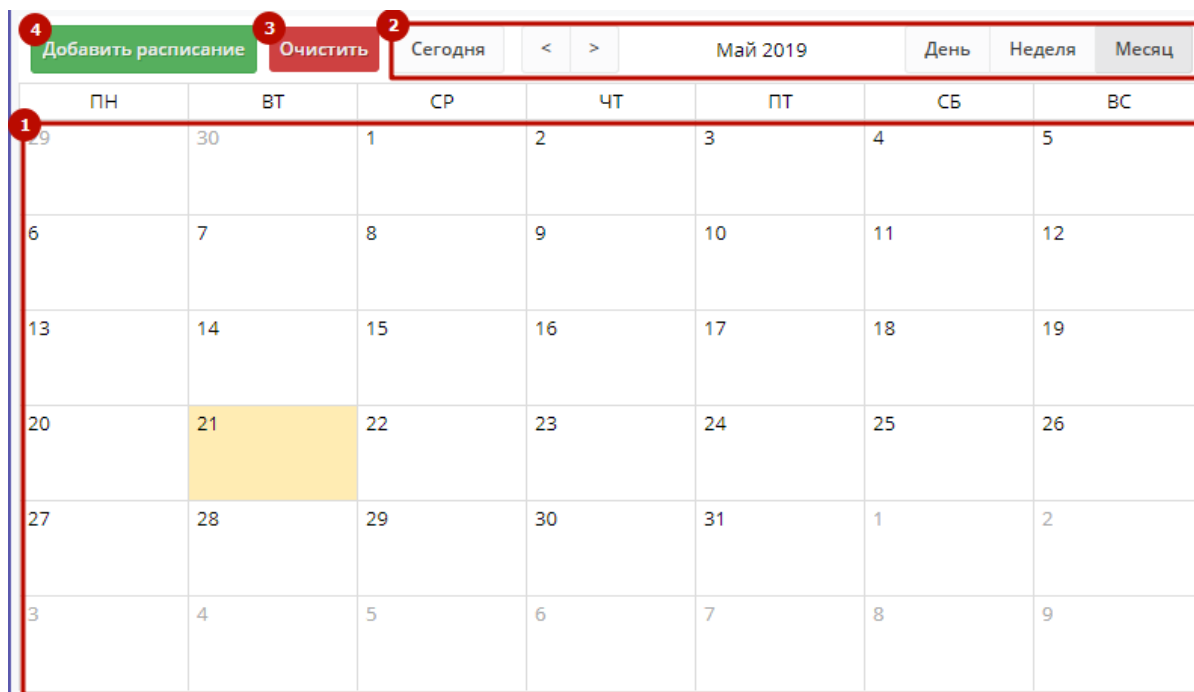 4 3 2
Добавить расписание Очистить Сегодня < > Май 2019 День Неделя Месяц
ПН ВТ СР ЧТ ПТ СБ ВС
1
29 30 1 2 3 4 5
6 7 8 9 10 11 12
13 14 15 16 17 18 19
20 21 22 23 24 25 26
27 28 29 30 31 1 2
3 4 5 6 7 8 9